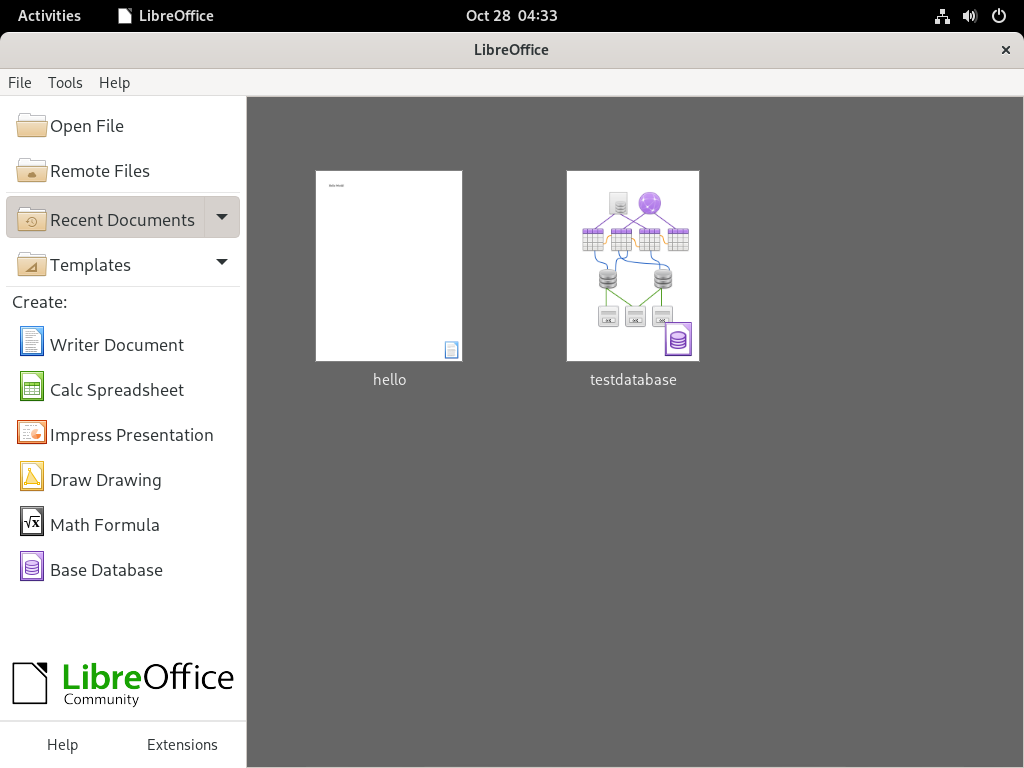 Activities LibreOffice Oct 28 04:33
LibreOffice
File Tools Help
Open File
Remote Files
Recent Documents
Templates
Create:
Writer Document
Calc Spreadsheet
Impress Presentation
Draw Drawing
Math Formula
Base Database
hello
testdatabase
LibreOffice
Community
Help Extensions